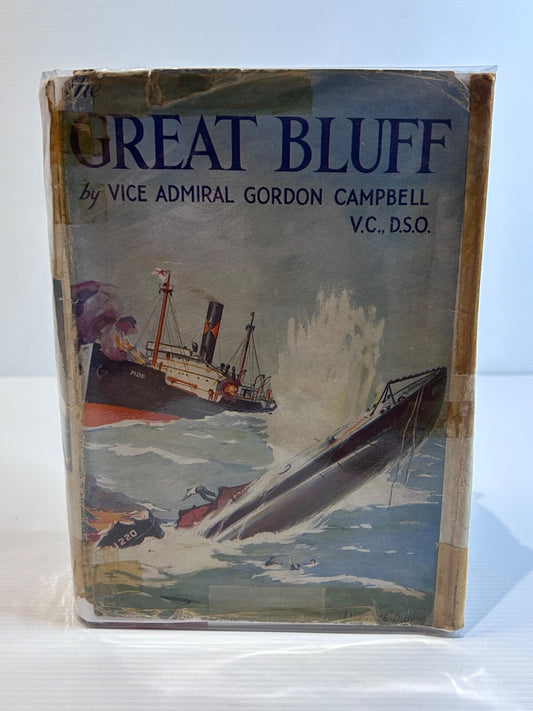 The
GREAT BLUFF
by VICE ADMIRAL GORDON CAMPBELL
V.C., D.S.O.
1220